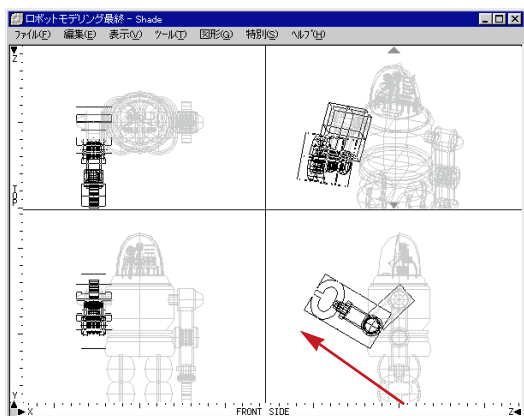 ロボットモデリング最終 - Shade
ファイル(F) 編集(E) 表示(V) ツール(T) 図形(G) 特別(S) ヘルプ(H)
Z
TOP
Y
X FRONT SIDE Z